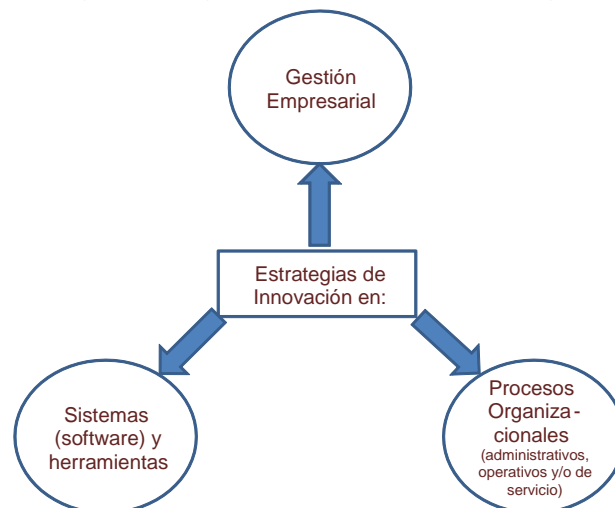 Gestión
Empresarial
Estrategias de
Innovación en:
Sistemas
(software) y
herramientas
Procesos
Organiza-
cionales
(administrativos,
operativos y/o de
servicio)